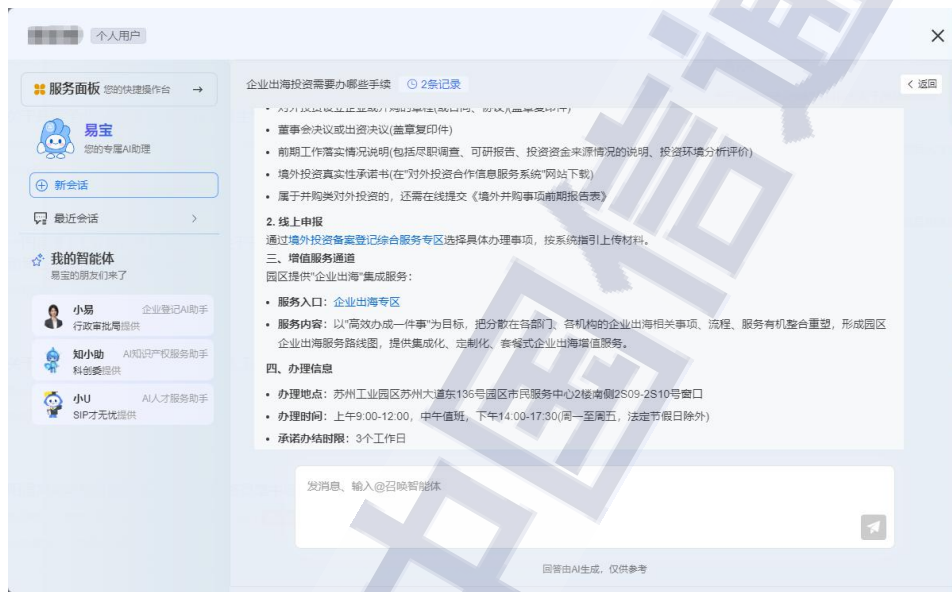 个人用户
服务面板 您的快捷操作台
易宝
您的专属AI助理
新会话
最近会话
我的智能体
易宝的朋友们来了
小易 企业登记AI助手
行政审批局提供
知小助 AI知识产权服务助手
科创委提供
小U AI人才服务助手
SIP才无忧提供
企业出海投资需要办哪些手续 2条记录
< 返回
• 董事会决议或出资决议(盖章复印件)
• 前期工作落实情况说明(包括尽职调查、可研报告、投资资金来源情况的说明、投资环境分析评价)
• 境外投资真实性承诺书(在"对外投资合作信息服务系统"网站下载)
• 属于并购类对外投资的，还需在线提交《境外并购事项前期报告表》
2. 线上申报
通过境外投资备案登记综合服务专区选择具体办理事项，按系统指引上传材料。
三、增值服务通道
园区提供"企业出海"集成服务：
• 服务入口：企业出海专区
• 服务内容：以"高效办成一件事"为目标，把分散在各部门、各机构的企业出海相关事项、流程、服务有机整合重塑，形成园区
企业出海服务路线图，提供集成化、定制化、套餐式企业出海增值服务。
四、办理信息
• 办理地点：苏州工业园区苏州大道东136号园区市民服务中心2楼南侧2S09-2S10号窗口
• 办理时间：上午9:00-12:00，中午值班，下午14:00-17:30(周一至周五，法定节假日除外)
• 承诺办结时限：3个工作日
发消息、输入@召唤智能体
回答由AI生成，仅供参考
中国信通